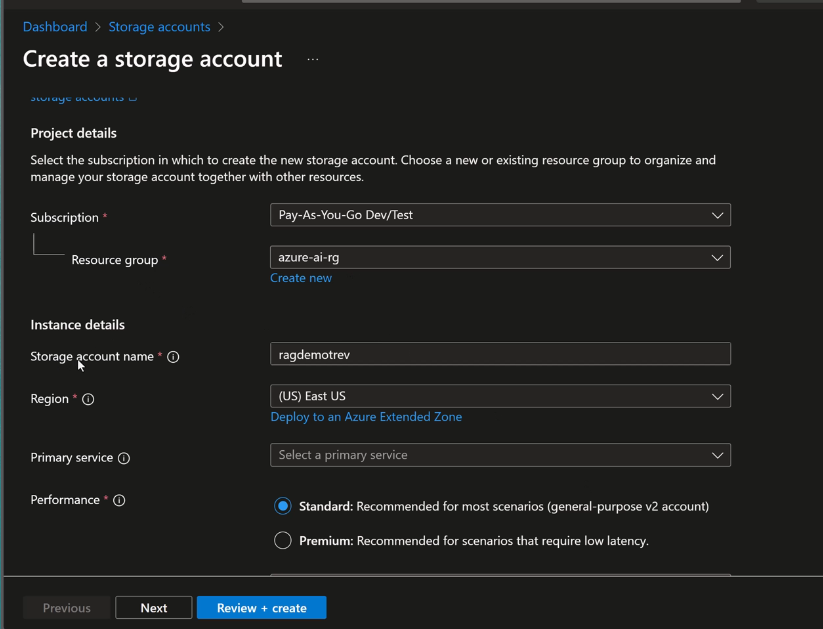 Dashboard > Storage accounts >
Create a storage account ...
storage accounts
Project details
Select the subscription in which to create the new storage account. Choose a new or existing resource group to organize and
manage your storage account together with other resources.
Subscription * Pay-As-You-Go Dev/Test
Resource group * azure-ai-rg
Create new
Instance details
Storage account name * ragdemotrev
Region * (US) East US
Deploy to an Azure Extended Zone
Primary service Select a primary service
Performance * Standard: Recommended for most scenarios (general-purpose v2 account)
Premium: Recommended for scenarios that require low latency.
Previous Next Review + create